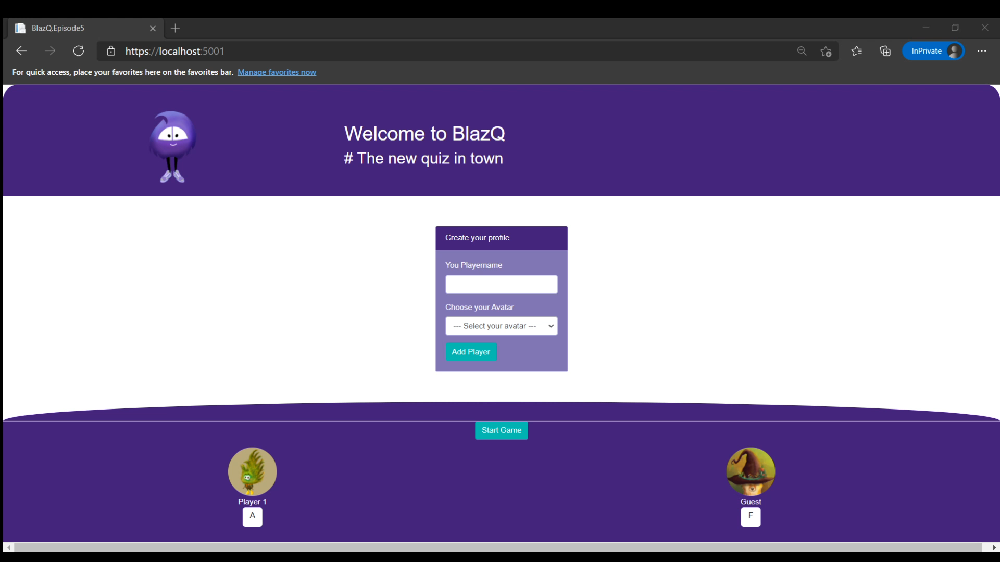 BlazQ.Episode5
https://localhost:5001
InPrivate
For quick access, place your favorites here on the favorites bar. Manage favorites now
Welcome to BlazQ
# The new quiz in town
Create your profile
You Playername
Choose your Avatar
--- Select your avatar ---
Add Player
Start Game
Player 1
A
Guest
F